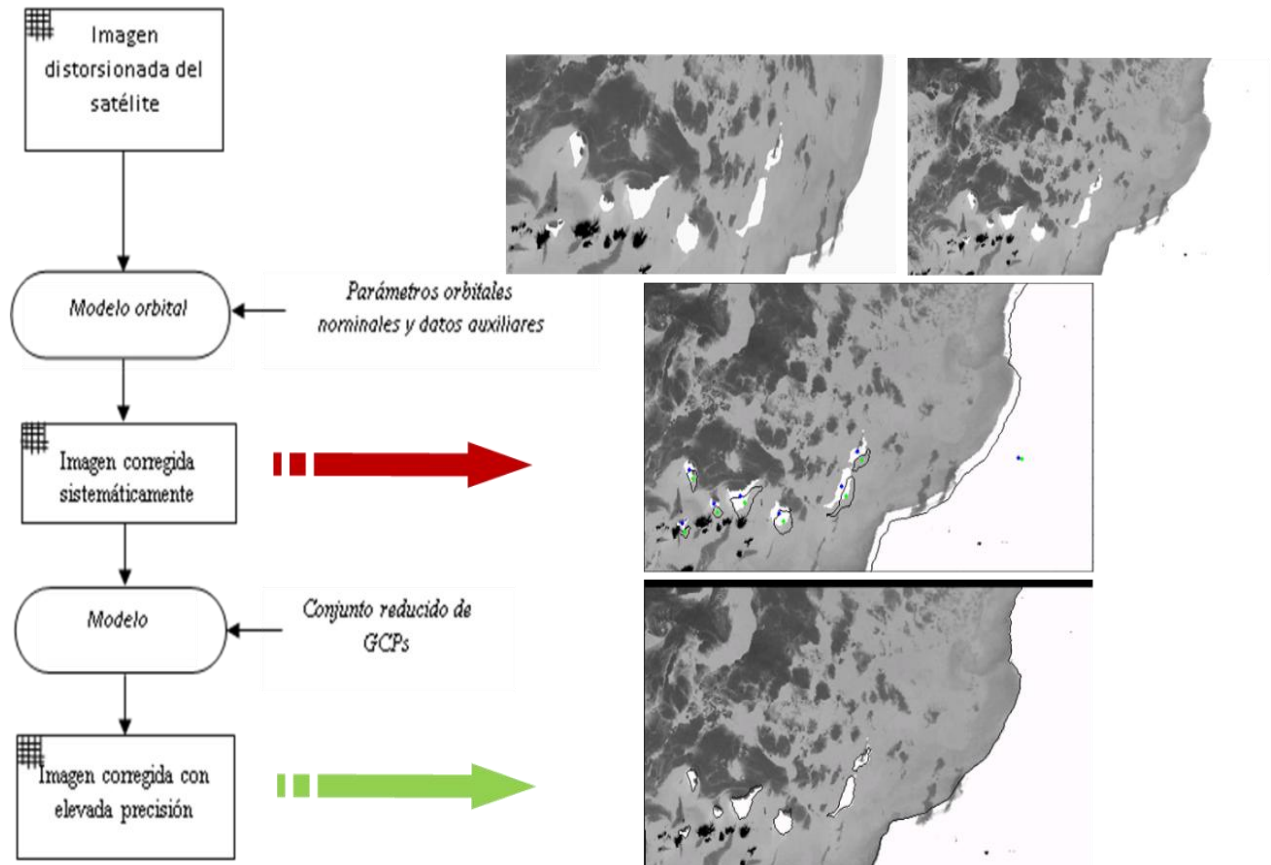 Imagen
distorsionada del
satélite
Modelo orbital
Parámetros orbitales
nominales y datos auxiliares
Imagen corregida
sistemáticamente
Modelo
Conjunto reducido de
GCPs
Imagen corregida con
elevada precisión